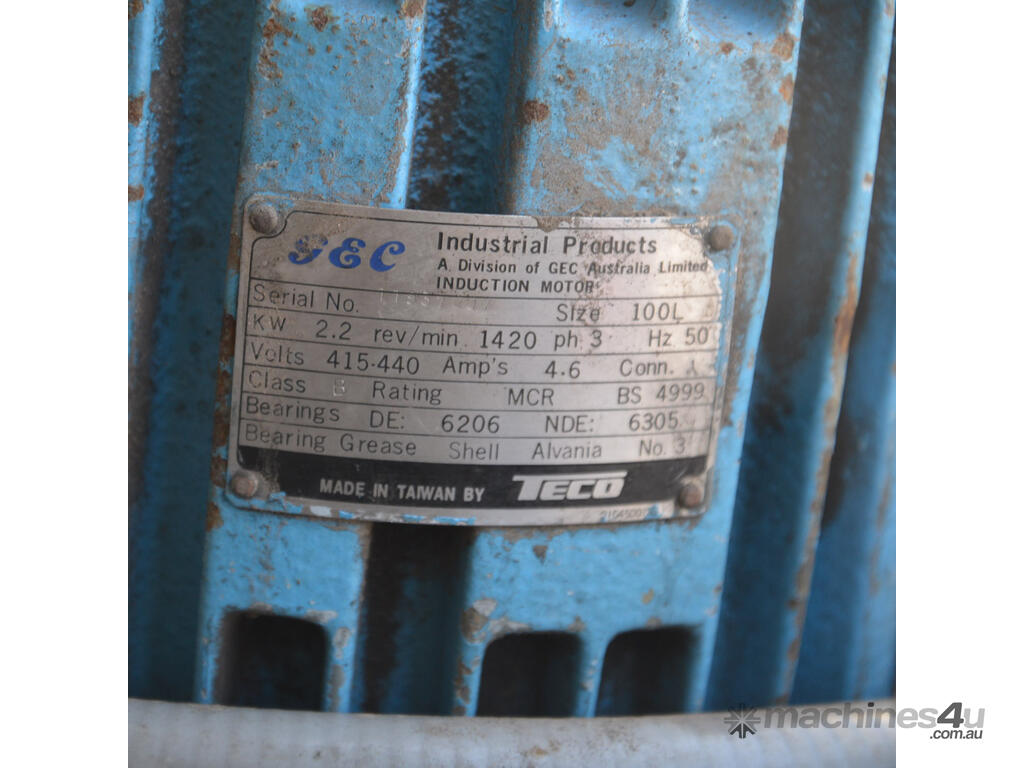 GEC Industrial Products
A Division of GEC Australia Limited
INDUCTION MOTOR
Serial No. Size 100L
KW 2.2 rev/min 1420 ph 3 Hz 50
Volts 415-440 Amp's 4.6 Conn.
Class B Rating MCR BS 4999
Bearings DE: 6206 NDE: 6305
Bearing Grease Shell Alvania No. 3
MADE IN TAIWAN BY TECO
machines4u
.com.au